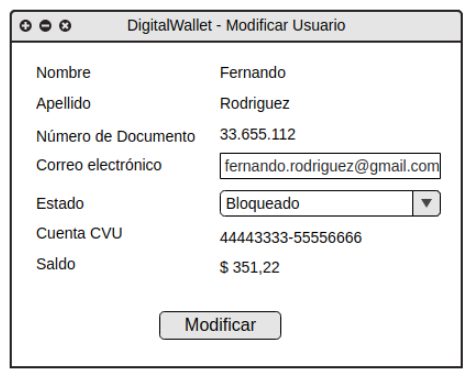 DigitalWallet - Modificar Usuario
Nombre Fernando
Apellido Rodriguez
Número de Documento 33.655.112
Correo electrónico fernando.rodriguez@gmail.com
Estado Bloqueado
Cuenta CVU 44443333-55556666
Saldo $ 351,22
Modificar